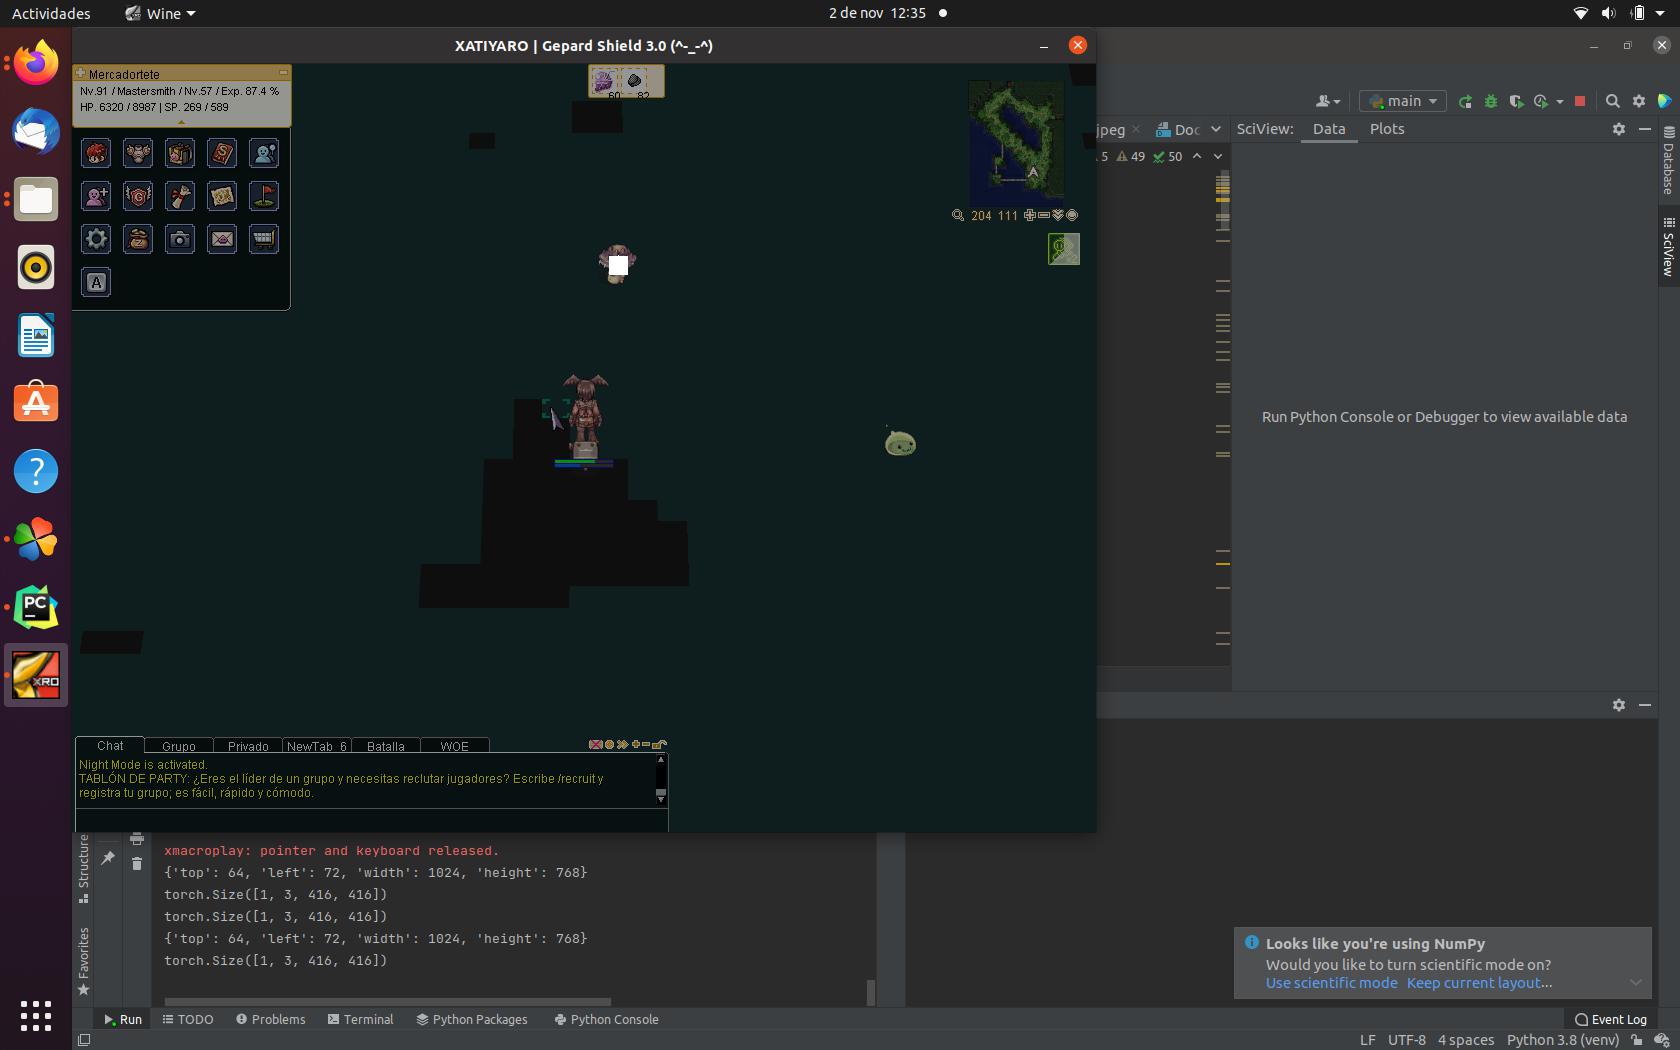 Actividades
Wine
2 de nov 12:35
XATIYARO | Gepard Shield 3.0 (^-_-^)
Mercadortete
Nv.91 / Mastersmith / Nv.57 / Exp. 87.4 %
HP. 6320 / 8987 | SP. 269 / 589
60 82
204 111
A
main
jpeg
Doc
SciView:
Data
Plots
5
49
50
Database
SciView
Run Python Console or Debugger to view available data
PC
XRO
Chat
Grupo
Privado
NewTab 6
Batalla
WOE
Night Mode is activated.
TABLÓN DE PARTY: ¿Eres el líder de un grupo y necesitas reclutar jugadores? Escribe /recruit y
registra tu grupo; es fácil, rápido y cómodo.
Structure
Favorites
xmacroplay: pointer and keyboard released.
{'top': 64, 'left': 72, 'width': 1024, 'height': 768}
torch.Size([1, 3, 416, 416])
torch.Size([1, 3, 416, 416])
{'top': 64, 'left': 72, 'width': 1024, 'height': 768}
torch.Size([1, 3, 416, 416])
Looks like you're using NumPy
Would you like to turn scientific mode on?
Use scientific mode Keep current layout...
Run
TODO
Problems
Terminal
Python Packages
Python Console
Event Log
LF UTF-8 4 spaces Python 3.8 (venv)